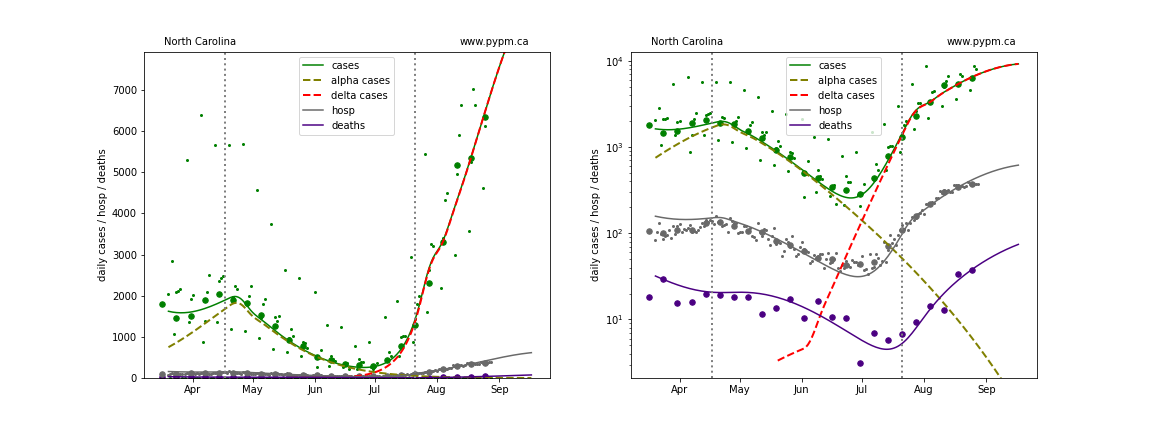 North Carolina
www.pypm.ca
cases
alpha cases
delta cases
hosp
deaths
daily cases / hosp / deaths
7000
6000
5000
4000
3000
2000
1000
0
Apr
May
Jun
Jul
Aug
Sep
North Carolina
www.pypm.ca
cases
alpha cases
delta cases
hosp
deaths
daily cases / hosp / deaths
10⁴
10³
10²
10¹
Apr
May
Jun
Jul
Aug
Sep